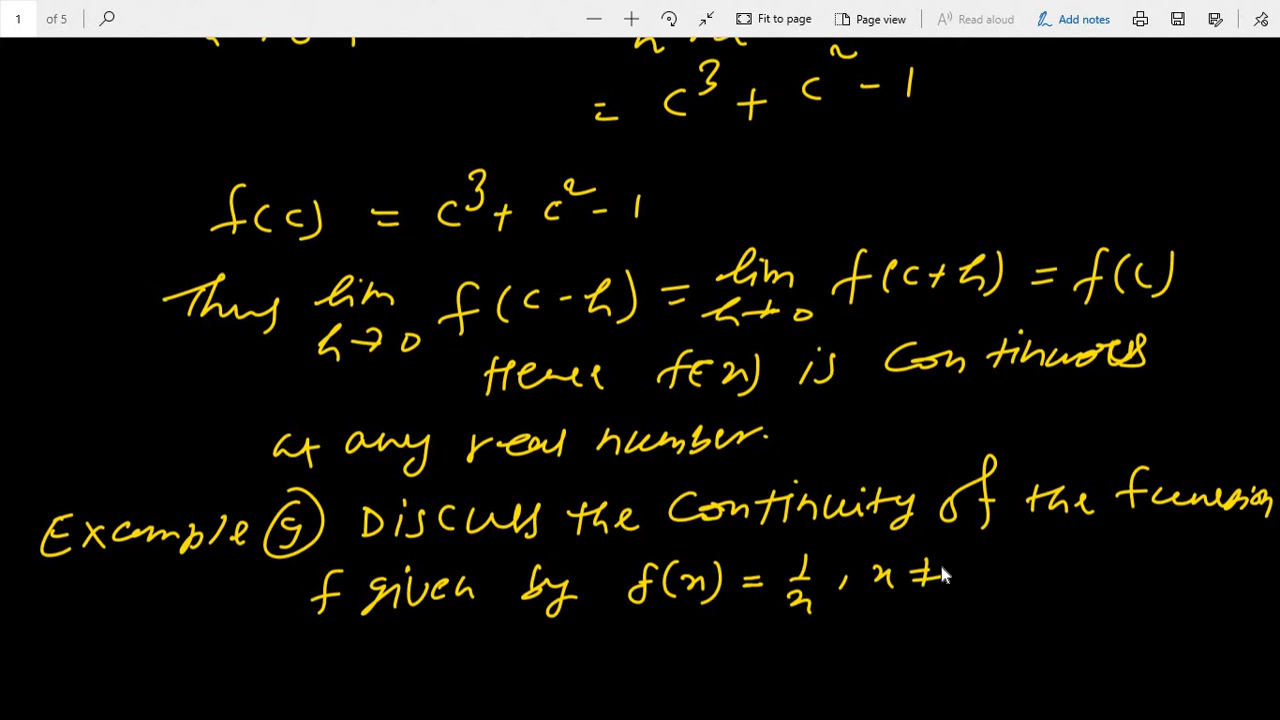 1 of 5 Fit to page Page view Read aloud Add notes
= c³ + c² - 1
f(c) = c³ + c² - 1
Thus lim h→0 f(c-h) = lim h→0 f(c+h) = f(c)
Hence f(x) is Continuous
at any real number.
Example 9 Discuss the Continuity of the function
f given by f(x) = 1/x , x ≠